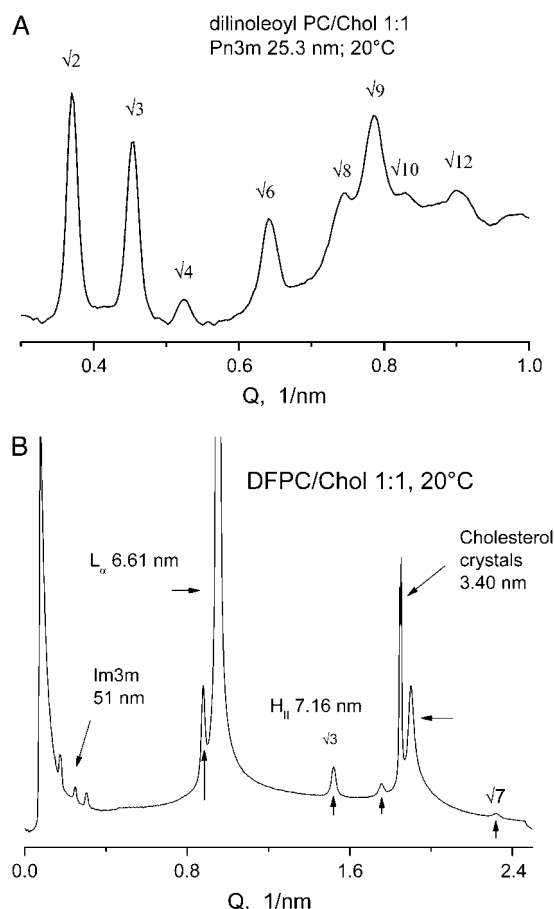 A
dilinoleoyl PC/Chol 1:1
Pn3m 25.3 nm; 20°C
√2
√3
√4
√6
√8
√9
√10
√12
0.4
0.6
0.8
1.0
Q, 1/nm
B
DFPC/Chol 1:1, 20°C
Lα 6.61 nm
Cholesterol
crystals
3.40 nm
Im3m
51 nm
HII 7.16 nm
√3
√7
0.0
0.8
1.6
2.4
Q, 1/nm